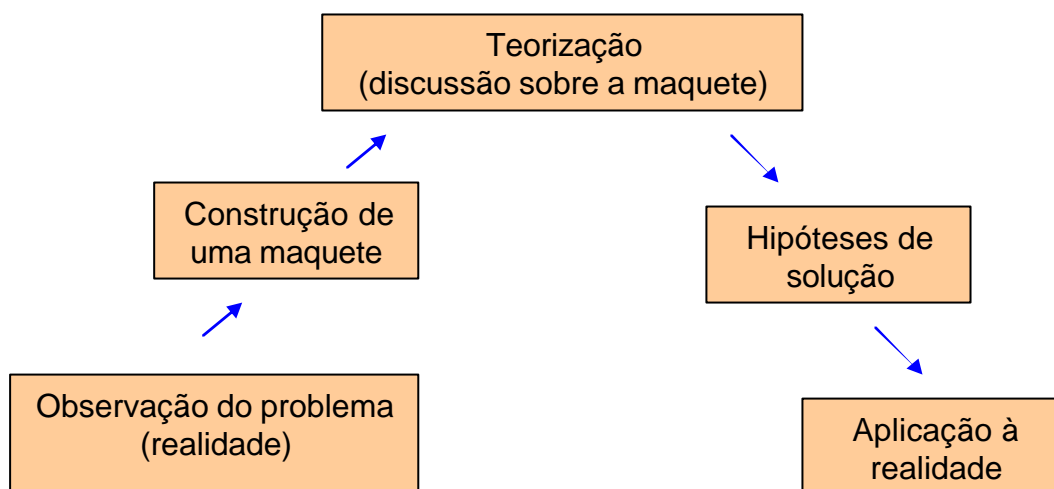 Teorização
(discussão sobre a maquete)
Construção de
uma maquete
Hipóteses de
solução
Observação do problema
(realidade)
Aplicação à
realidade